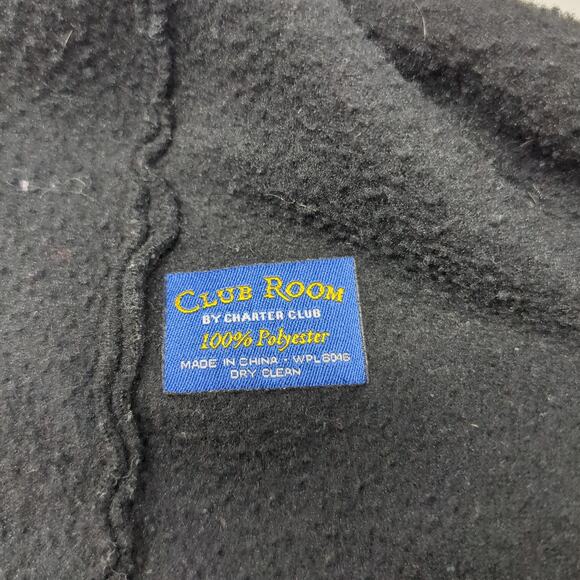 CLUB ROOM
BY CHARTER CLUB
100% Polyester
MADE IN CHINA - WPL 6046
DRY CLEAN